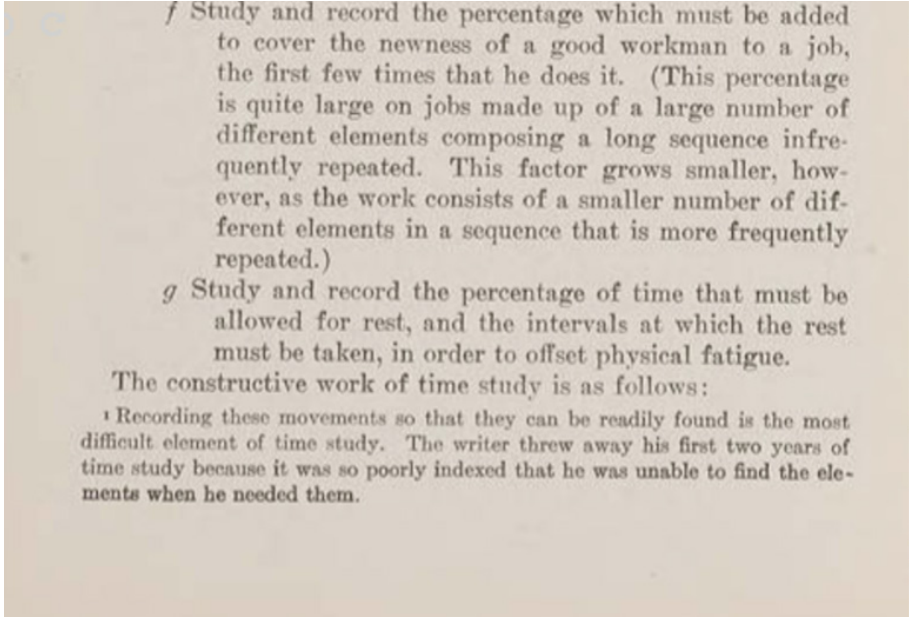 f Study and record the percentage which must be added
to cover the newness of a good workman to a job,
the first few times that he does it. (This percentage
is quite large on jobs made up of a large number of
different elements composing a long sequence infre-
quently repeated. This factor grows smaller, how-
ever, as the work consists of a smaller number of dif-
ferent elements in a sequence that is more frequently
repeated.)
g Study and record the percentage of time that must be
allowed for rest, and the intervals at which the rest
must be taken, in order to offset physical fatigue.
The constructive work of time study is as follows:
¹ Recording these movements so that they can be readily found is the most
difficult element of time study. The writer threw away his first two years of
time study because it was so poorly indexed that he was unable to find the ele-
ments when he needed them.